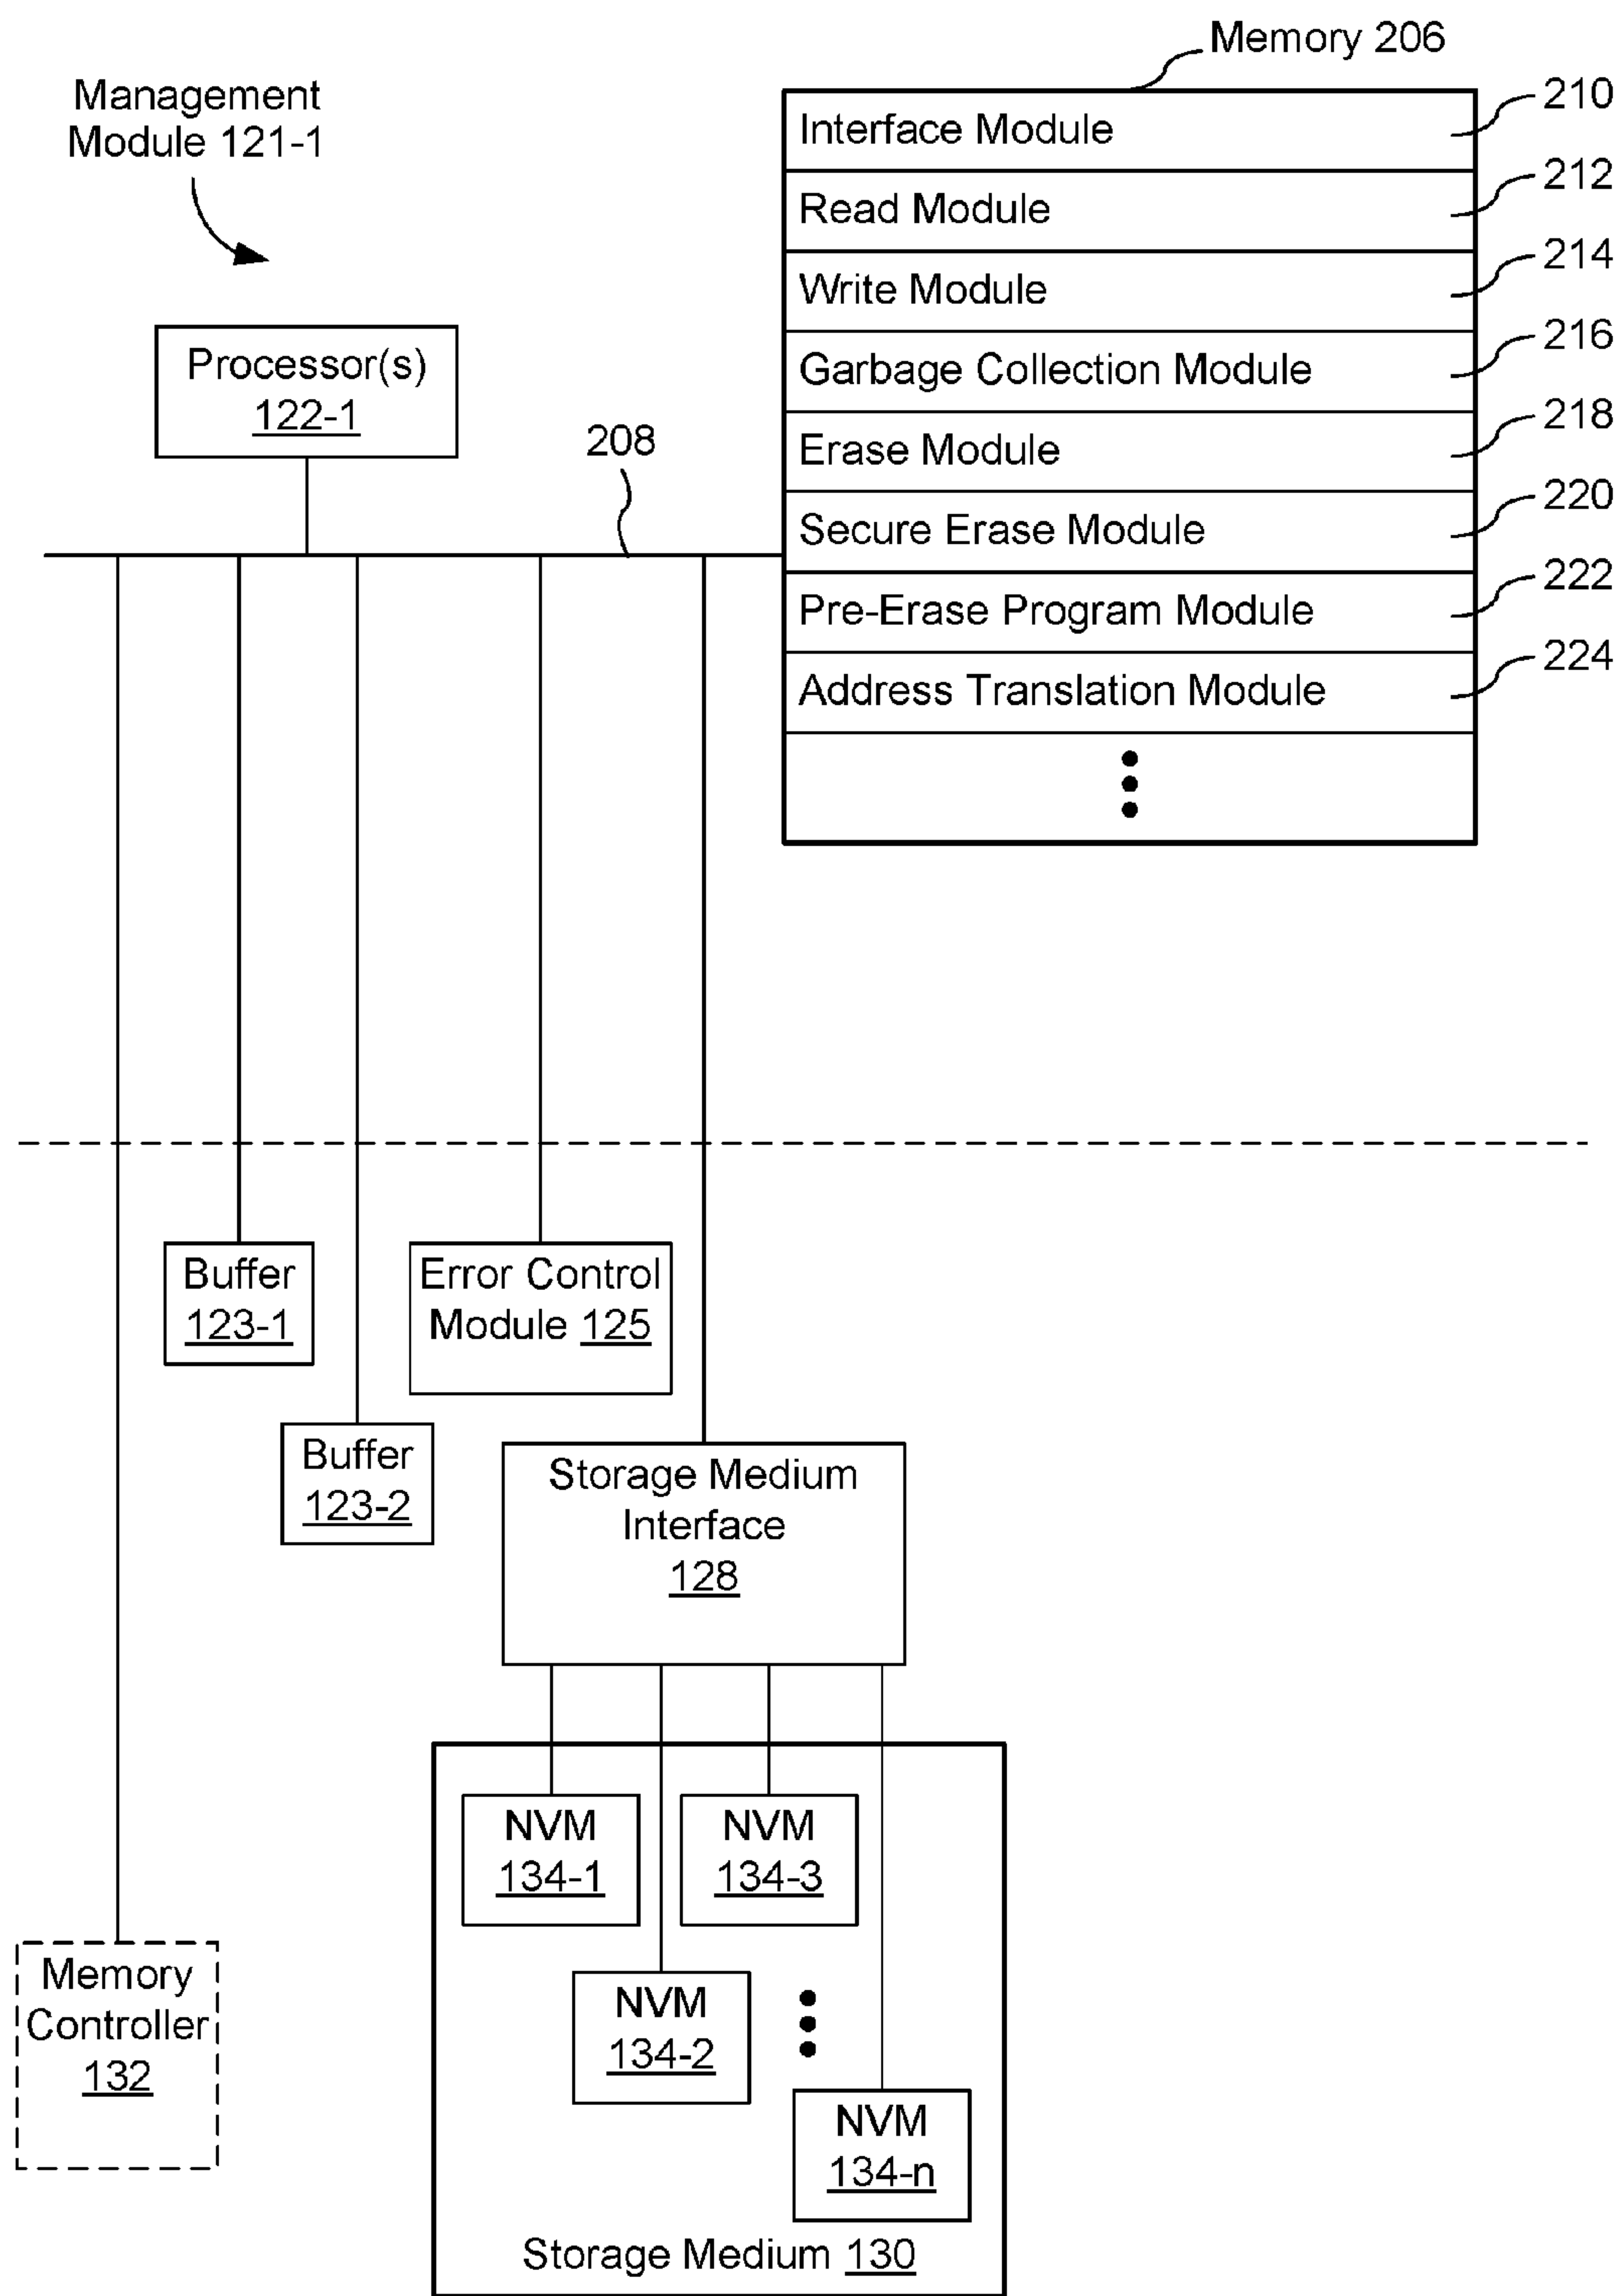 Memory 206
Management
Module 121-1
Interface Module
210
Read Module
212
Write Module
214
Garbage Collection Module
216
Erase Module
218
Secure Erase Module
220
Pre-Erase Program Module
222
Address Translation Module
224
Processor(s)
122-1
208
Buffer
123-1
Error Control
Module 125
Buffer
123-2
Storage Medium
Interface
128
NVM
134-1
NVM
134-3
NVM
134-2
NVM
134-n
Memory
Controller
132
Storage Medium 130